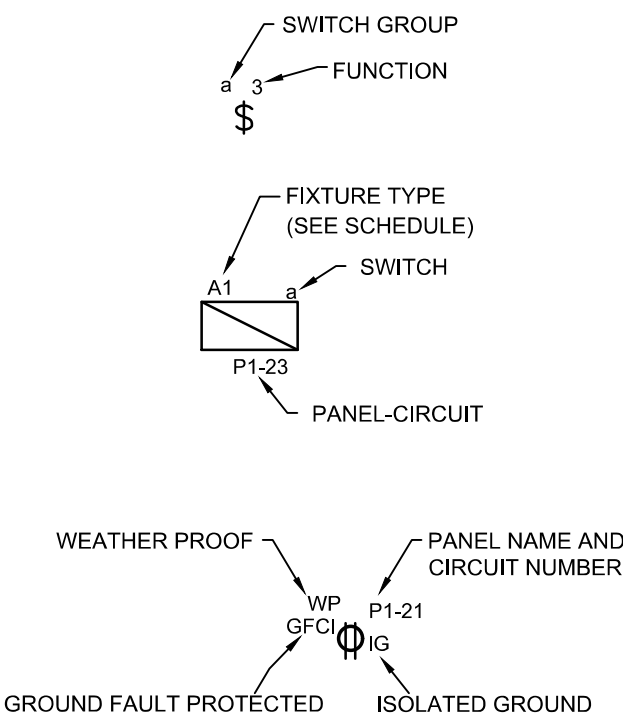 SWITCH GROUP
FUNCTION
a 3
$
FIXTURE TYPE
(SEE SCHEDULE)
SWITCH
A1 a
P1-23
PANEL-CIRCUIT
WEATHER PROOF
PANEL NAME AND
CIRCUIT NUMBER
WP P1-21
GFCI IG
GROUND FAULT PROTECTED ISOLATED GROUND